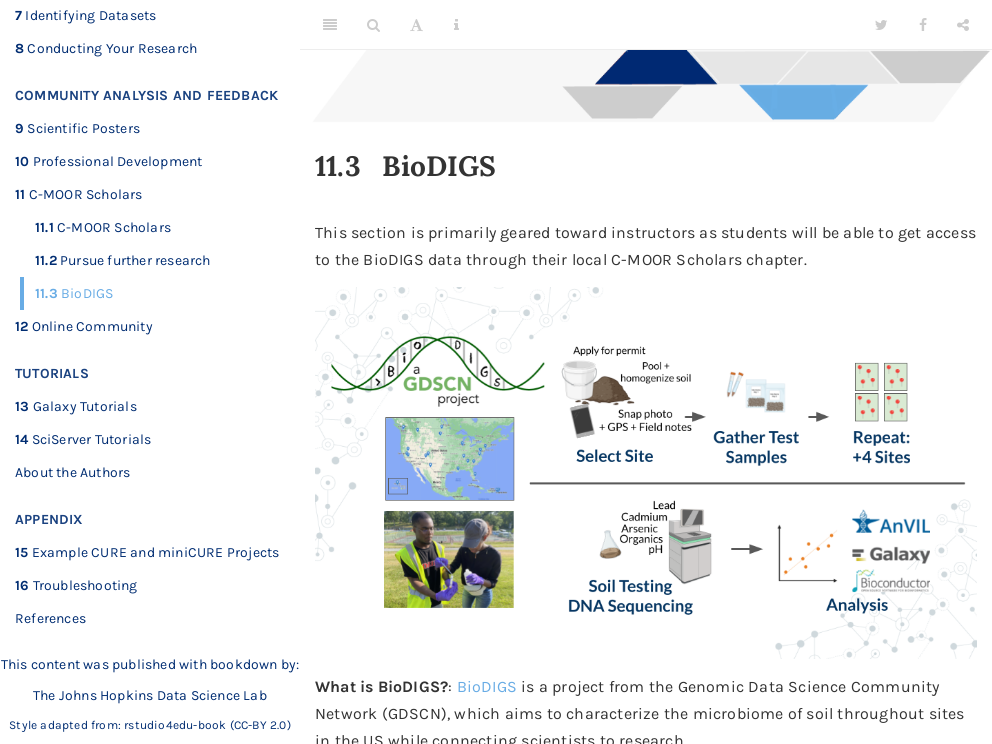 7 Identifying Datasets
8 Conducting Your Research
COMMUNITY ANALYSIS AND FEEDBACK
9 Scientific Posters
10 Professional Development
11 C-MOOR Scholars
11.1 C-MOOR Scholars
11.2 Pursue further research
11.3 BioDIGS
12 Online Community
TUTORIALS
13 Galaxy Tutorials
14 SciServer Tutorials
About the Authors
APPENDIX
15 Example CURE and miniCURE Projects
16 Troubleshooting
References
This content was published with bookdown by:
The Johns Hopkins Data Science Lab
Style adapted from: rstudio4edu-book (CC-BY 2.0)
11.3 BioDIGS
This section is primarily geared toward instructors as students will be able to get access
to the BioDIGS data through their local C-MOOR Scholars chapter.
BioDIGS
a
GDSCN
project
Apply for permit
Pool +
homogenize soil
Snap photo
+ GPS + Field notes
Select Site
Gather Test
Samples
Repeat:
+4 Sites
Lead
Cadmium
Arsenic
Organics
pH
Soil Testing
DNA Sequencing
AnVIL
Galaxy
Bioconductor
Analysis
What is BioDIGS?: BioDIGS is a project from the Genomic Data Science Community
Network (GDSCN), which aims to characterize the microbiome of soil throughout sites
in the US while connecting scientists to research